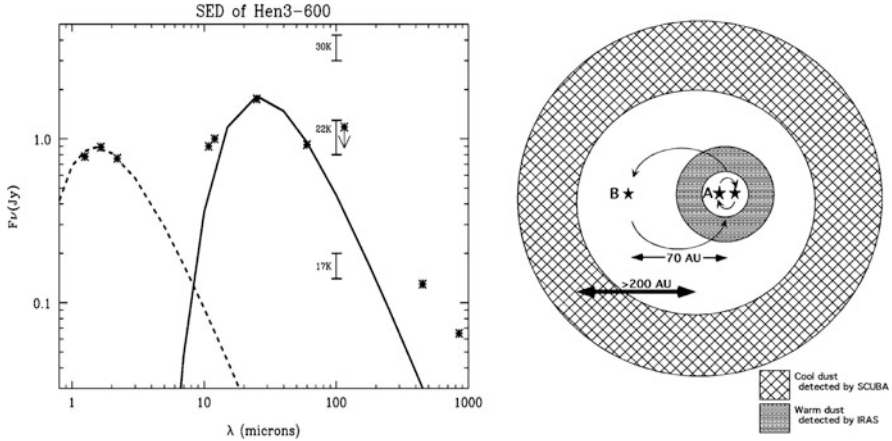 SED of Hen3-600
Fν(Jy)
1.0
0.1
30K
22K
17K
1
10
100
1000
λ (microns)
B
A
70 AU
>200 AU
Cool dust
detected by SCUBA
Warm dust
detected by IRAS